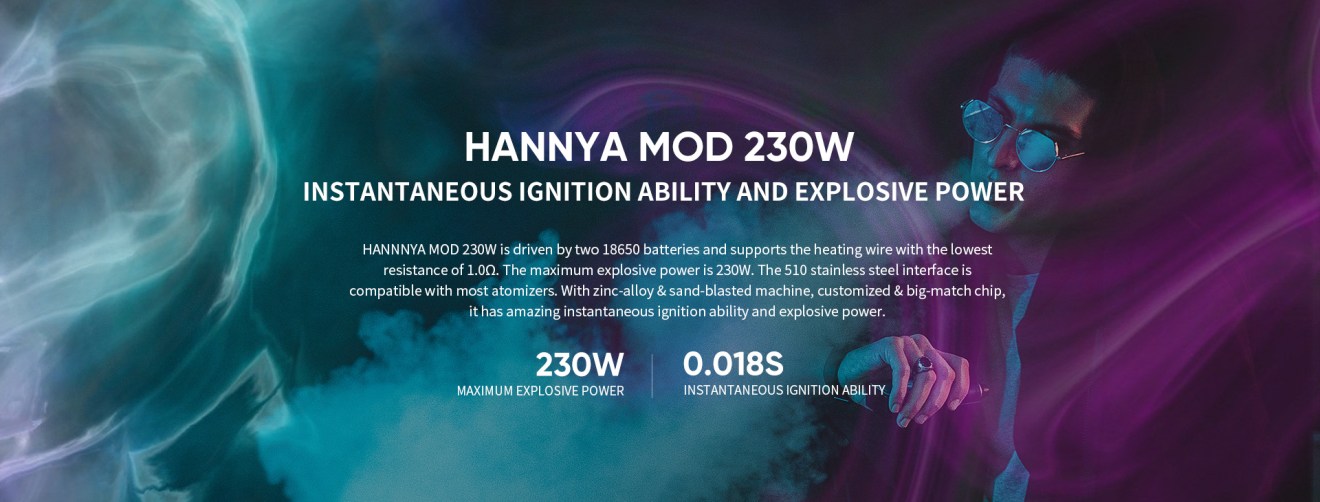 HANNYA MOD 230W
INSTANTANEOUS IGNITION ABILITY AND EXPLOSIVE POWER
HANNNYA MOD 230W is driven by two 18650 batteries and supports the heating wire with the lowest
resistance of 1.0Ω. The maximum explosive power is 230W. The 510 stainless steel interface is
compatible with most atomizers. With zinc-alloy & sand-blasted machine, customized & big-match chip,
it has amazing instantaneous ignition ability and explosive power.
230W
MAXIMUM EXPLOSIVE POWER
0.018S
INSTANTANEOUS IGNITION ABILITY